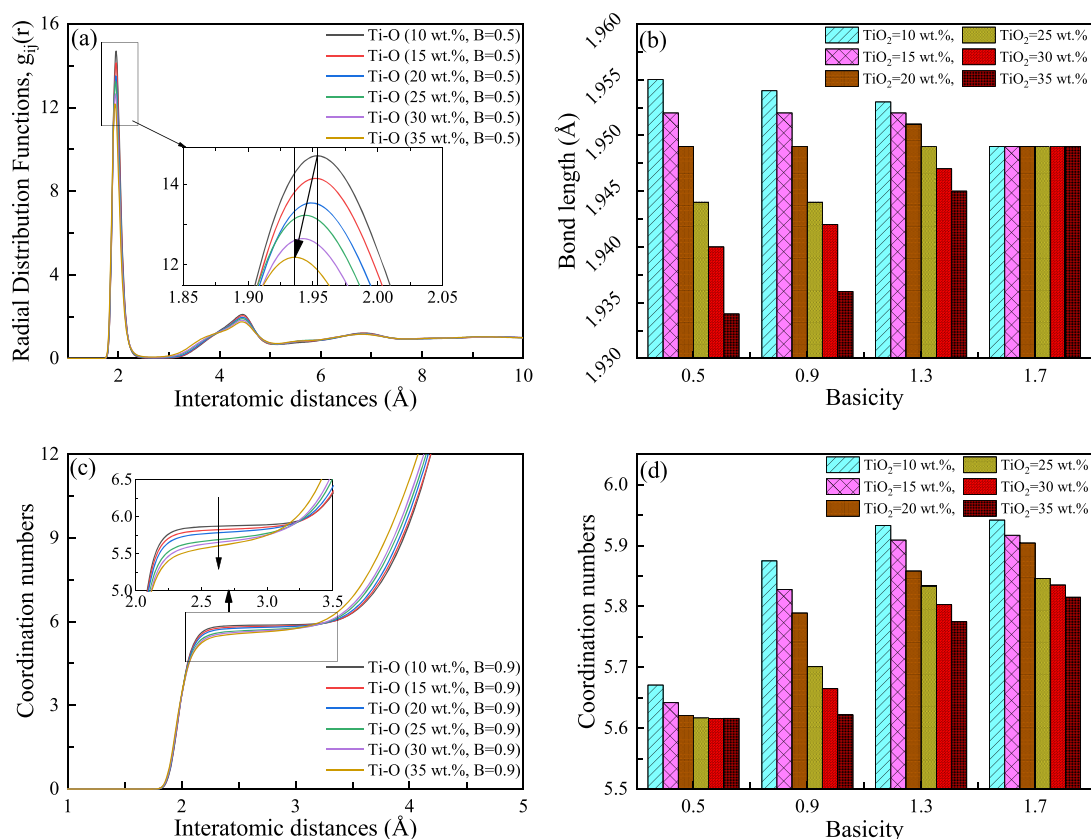 (a)
Ti-O (10 wt.%, B=0.5)
Ti-O (15 wt.%, B=0.5)
Ti-O (20 wt.%, B=0.5)
Ti-O (25 wt.%, B=0.5)
Ti-O (30 wt.%, B=0.5)
Ti-O (35 wt.%, B=0.5)
Radial Distribution Functions, gij(r)
16
12
8
4
0
14
12
1.85 1.90 1.95 2.00 2.05
2 4 6 8 10
Interatomic distances (Å)
(b)
TiO2=10 wt.%, TiO2=25 wt.%
TiO2=15 wt.%, TiO2=30 wt.%
TiO2=20 wt.%, TiO2=35 wt.%
Bond length (Å)
1.960
1.955
1.950
1.945
1.940
1.935
1.930
0.5 0.9 1.3 1.7
Basicity
(c)
Coordination numbers
12
9
6
3
0
6.5
6.0
5.5
5.0
2.0 2.5 3.0 3.5
Ti-O (10 wt.%, B=0.9)
Ti-O (15 wt.%, B=0.9)
Ti-O (20 wt.%, B=0.9)
Ti-O (25 wt.%, B=0.9)
Ti-O (30 wt.%, B=0.9)
Ti-O (35 wt.%, B=0.9)
1 2 3 4 5
Interatomic distances (Å)
(d)
TiO2=10 wt.%, TiO2=25 wt.%
TiO2=15 wt.%, TiO2=30 wt.%
TiO2=20 wt.%, TiO2=35 wt.%
Coordination numbers
6.0
5.9
5.8
5.7
5.6
5.5
0.5 0.9 1.3 1.7
Basicity